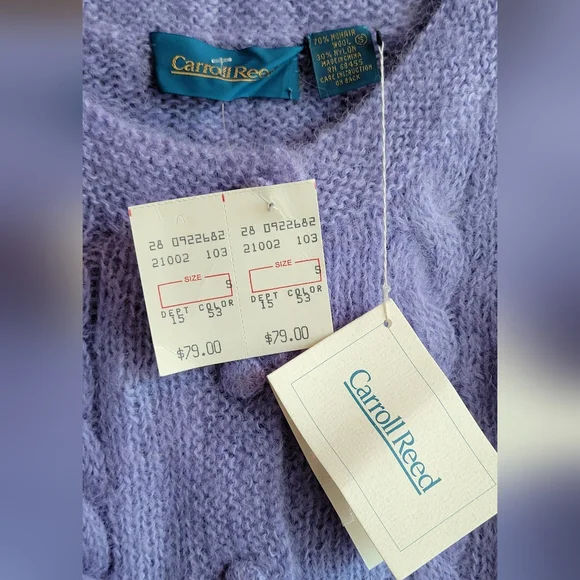 Carroll Reed
70% MOHAIR
WOOL
30% NYLON
MADE IN CHINA
RN 68455
CARE INSTRUCTION
ON BACK
S
28 0922682
21002 103
SIZE
S
DEPT COLOR
15 53
$79.00
28 0922682
21002 103
SIZE
S
DEPT COLOR
15 53
$79.00
Carroll Reed